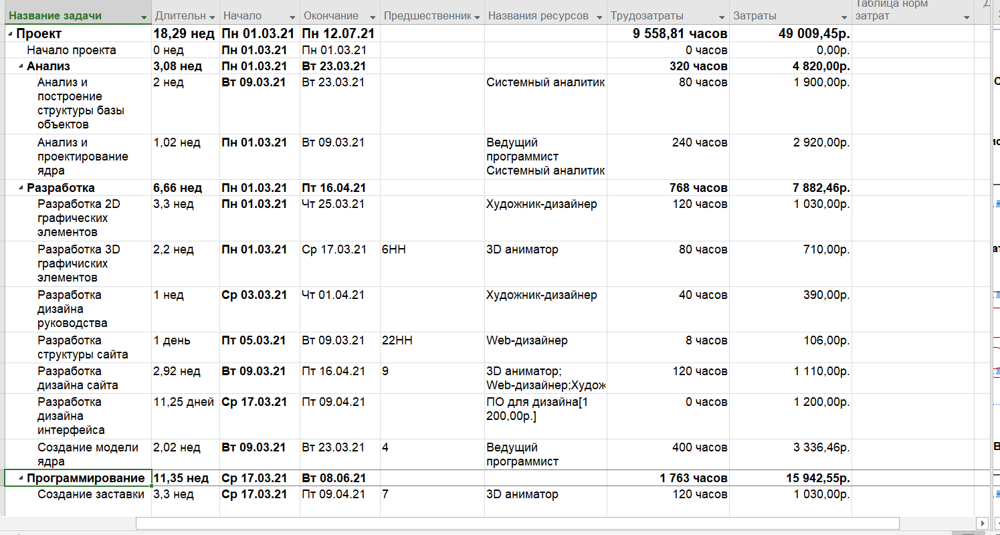 Название задачи Длительн Начало Окончание Предшественник Названия ресурсов Трудозатраты Затраты Таблица норм затрат
Проект 18,29 нед Пн 01.03.21 Пн 12.07.21 9 558,81 часов 49 009,45р.
Начало проекта 0 нед Пн 01.03.21 Пн 01.03.21 0 часов 0,00р.
Анализ 3,08 нед Пн 01.03.21 Вт 23.03.21 320 часов 4 820,00р.
Анализ и 2 нед Вт 09.03.21 Вт 23.03.21 Системный аналитик 80 часов 1 900,00р.
построение
структуры базы
объектов
Анализ и 1,02 нед Пн 01.03.21 Вт 09.03.21 Ведущий 240 часов 2 920,00р.
проектирование программист
ядра Системный аналитик
Разработка 6,66 нед Пн 01.03.21 Пт 16.04.21 768 часов 7 882,46р.
Разработка 2D 3,3 нед Пн 01.03.21 Чт 25.03.21 Художник-дизайнер 120 часов 1 030,00р.
графических
элементов
Разработка 3D 2,2 нед Пн 01.03.21 Ср 17.03.21 6НН 3D аниматор 80 часов 710,00р.
графичиских
элементов
Разработка 1 нед Ср 03.03.21 Чт 01.04.21 Художник-дизайнер 40 часов 390,00р.
дизайна
руководства
Разработка 1 день Пт 05.03.21 Вт 09.03.21 22НН Web-дизайнер 8 часов 106,00р.
структуры сайта
Разработка 2,92 нед Вт 09.03.21 Пт 16.04.21 9 3D аниматор; 120 часов 1 110,00р.
дизайна сайта Web-дизайнер;Худож
Разработка 11,25 дней Ср 17.03.21 Пт 09.04.21 ПО для дизайна[1 0 часов 1 200,00р.
дизайна 200,00р.]
интерфейса
Создание модели 2,02 нед Вт 09.03.21 Вт 23.03.21 4 Ведущий 400 часов 3 336,46р.
ядра программист
Программирование 11,35 нед Ср 17.03.21 Вт 08.06.21 1 763 часов 15 942,55р.
Создание заставки 3,3 нед Ср 17.03.21 Пт 09.04.21 7 3D аниматор 120 часов 1 030,00р.